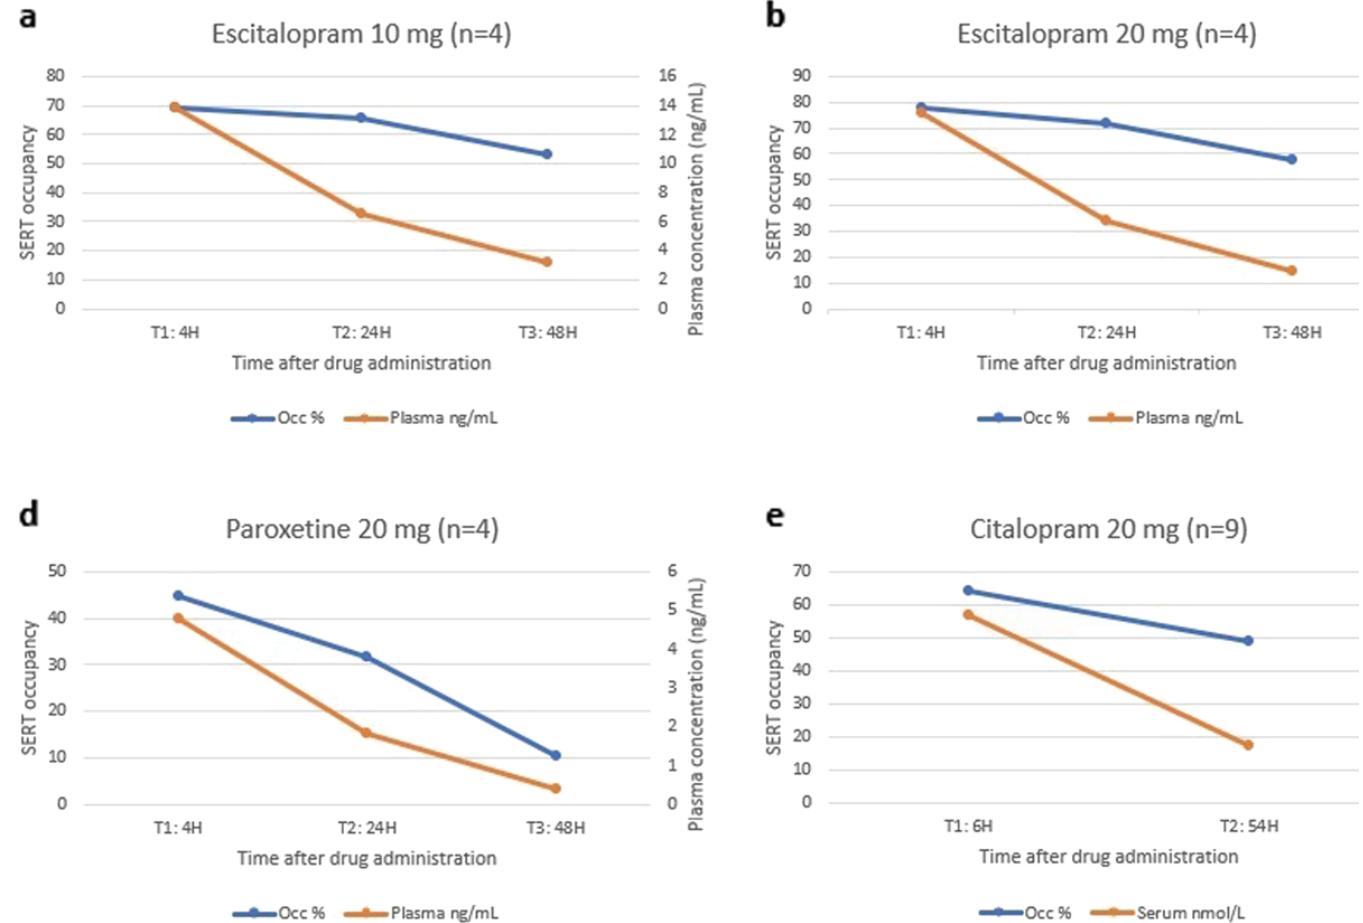 a
Escitalopram 10 mg (n=4)
80
70
60
50
40
30
20
10
0
SERT occupancy
16
14
12
10
8
6
4
2
0
Plasma concentration (ng/mL)
T1: 4H T2: 24H T3: 48H
Time after drug administration
Occ % Plasma ng/mL
b
Escitalopram 20 mg (n=4)
90
80
70
60
50
40
30
20
10
0
SERT occupancy
T1: 4H T2: 24H T3: 48H
Time after drug administration
Occ % Plasma ng/mL
d
Paroxetine 20 mg (n=4)
50
40
30
20
10
0
SERT occupancy
6
5
4
3
2
1
0
Plasma concentration (ng/mL)
T1: 4H T2: 24H T3: 48H
Time after drug administration
Occ % Plasma ng/mL
e
Citalopram 20 mg (n=9)
70
60
50
40
30
20
10
0
SERT occupancy
T1: 6H T2: 54H
Time after drug administration
Occ % Serum nmol/L